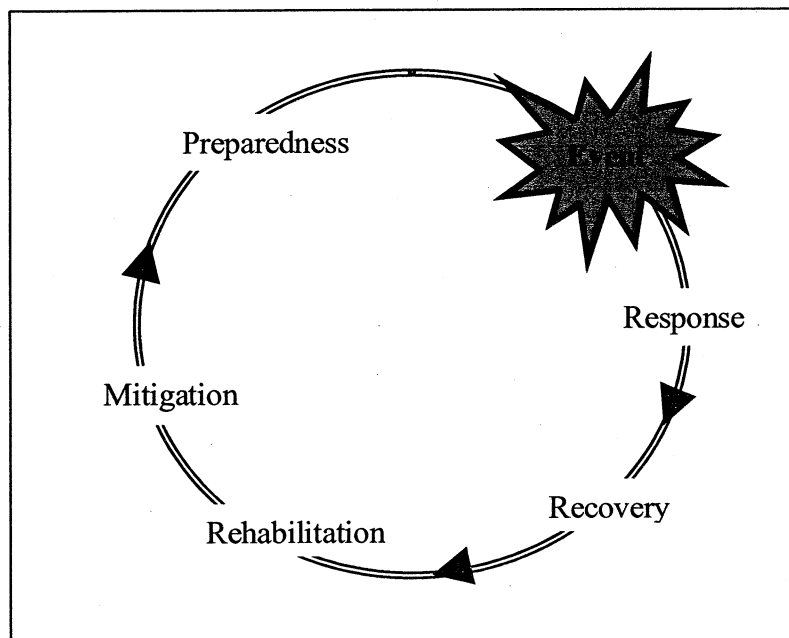 Preparedness
Event
Response
Mitigation
Recovery
Rehabilitation